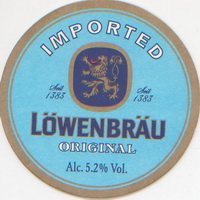 IMPORTED
Seit 1383
Seit 1383
LÖWENBRÄU
ORIGINAL
Alc. 5.2% Vol.